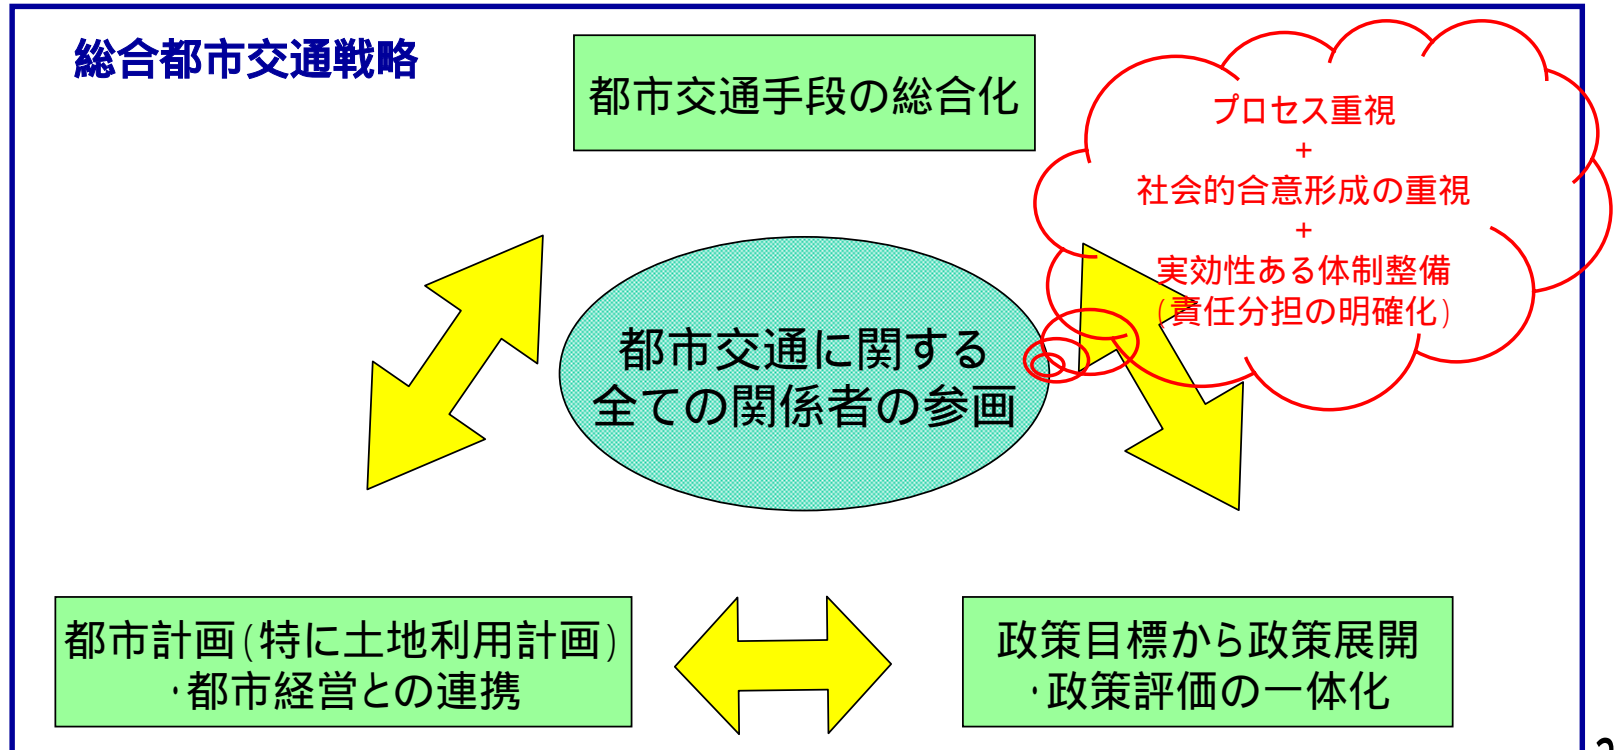 総合都市交通戦略
都市交通手段の総合化
プロセス重視
+
社会的合意形成の重視
+
実効性ある体制整備
(責任分担の明確化)
都市交通に関する
全ての関係者の参画
都市計画(特に土地利用計画)
・都市経営との連携
政策目標から政策展開
・政策評価の一体化